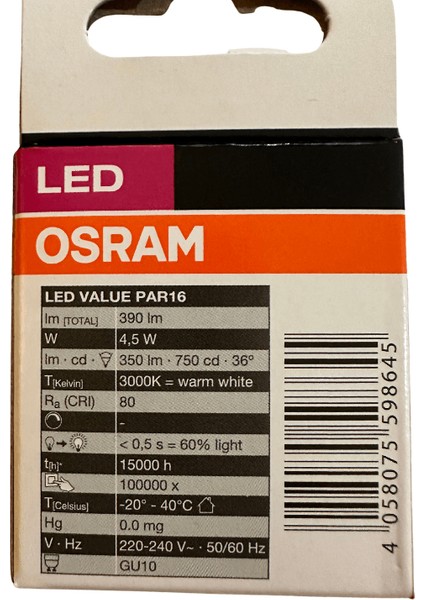 LED
OSRAM
LED VALUE PAR16
lm [TOTAL] 390 lm
W 4,5 W
lm · cd · 350 lm · 750 cd · 36°
T[Kelvin] 3000K = warm white
Ra (CRI) 80
-
< 0,5 s = 60% light
t[h]* 15000 h
100000 x
T[Celsius] -20° - 40°C
Hg 0.0 mg
V · Hz 220-240 V~ · 50/60 Hz
GU10
4 058075 598645